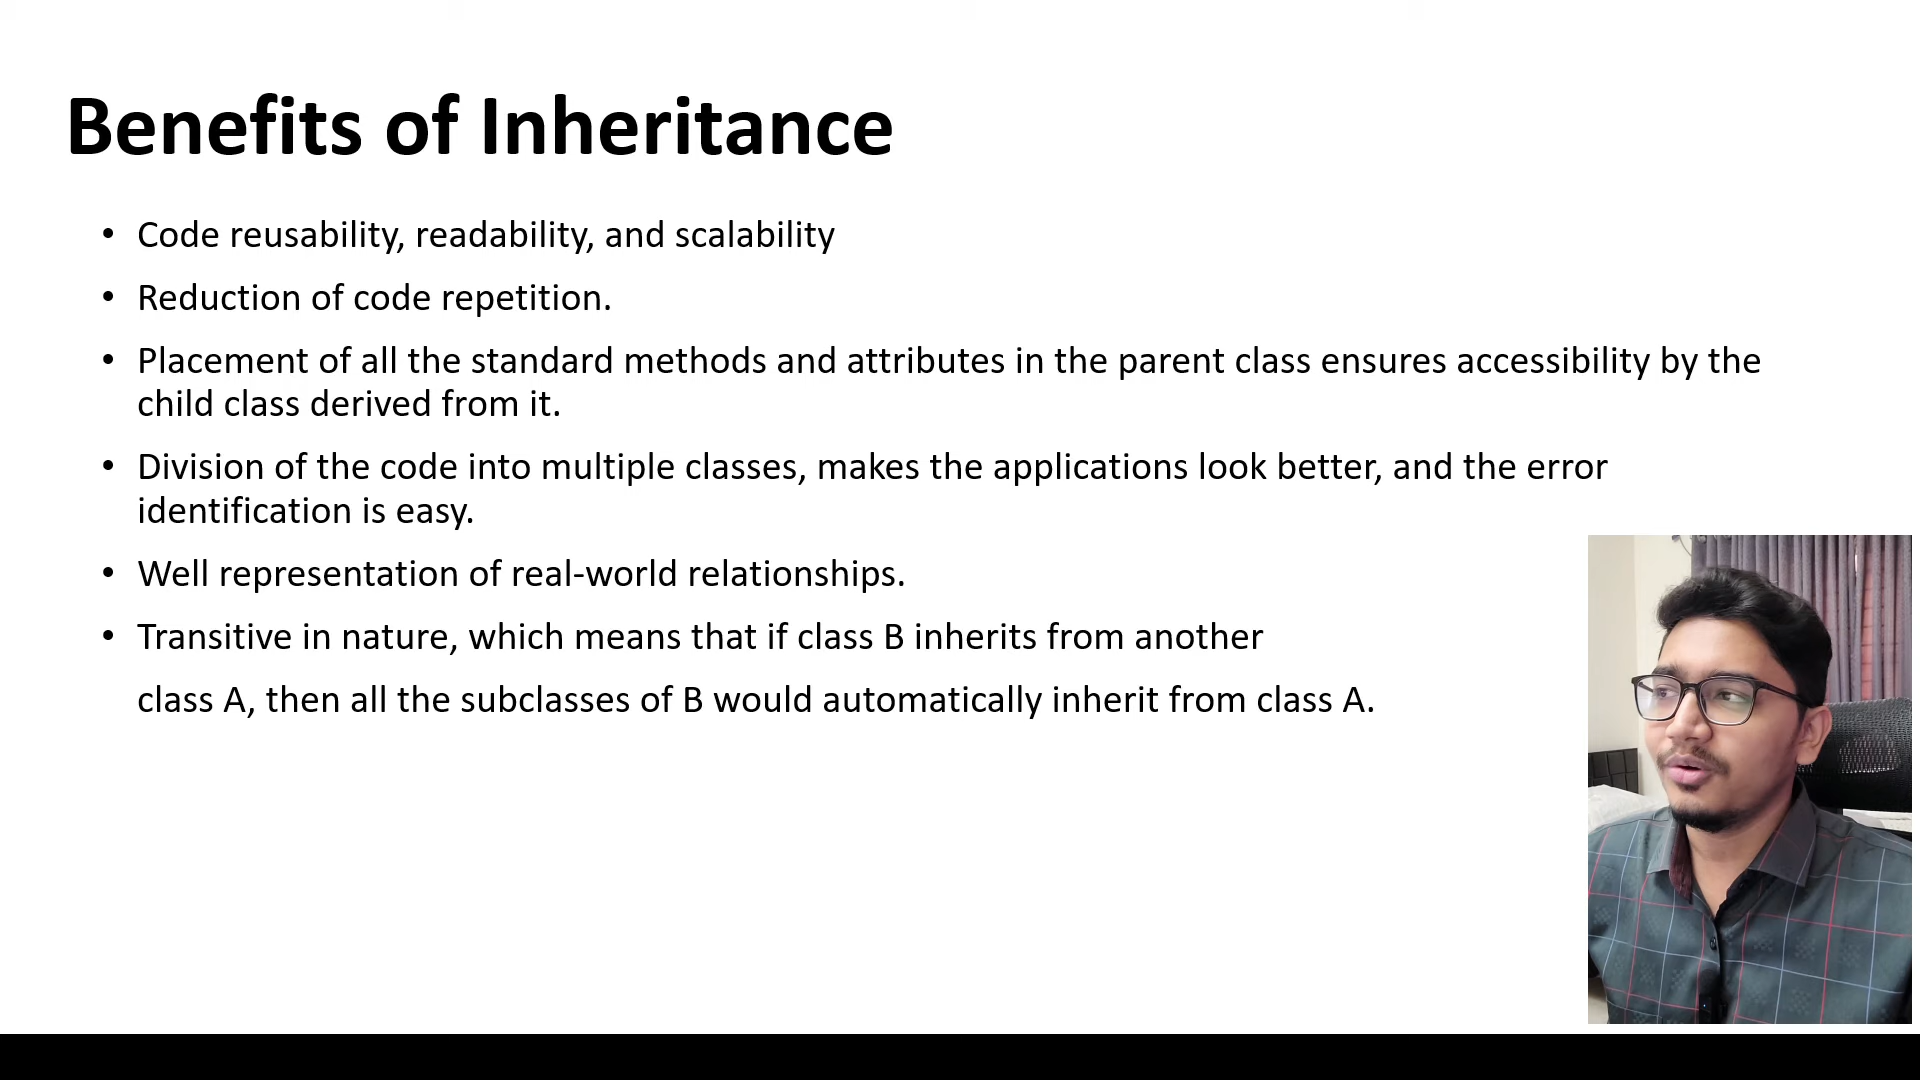 Benefits of Inheritance
• Code reusability, readability, and scalability
• Reduction of code repetition.
• Placement of all the standard methods and attributes in the parent class ensures accessibility by the
child class derived from it.
• Division of the code into multiple classes, makes the applications look better, and the error
identification is easy.
• Well representation of real-world relationships.
• Transitive in nature, which means that if class B inherits from another
class A, then all the subclasses of B would automatically inherit from class A.